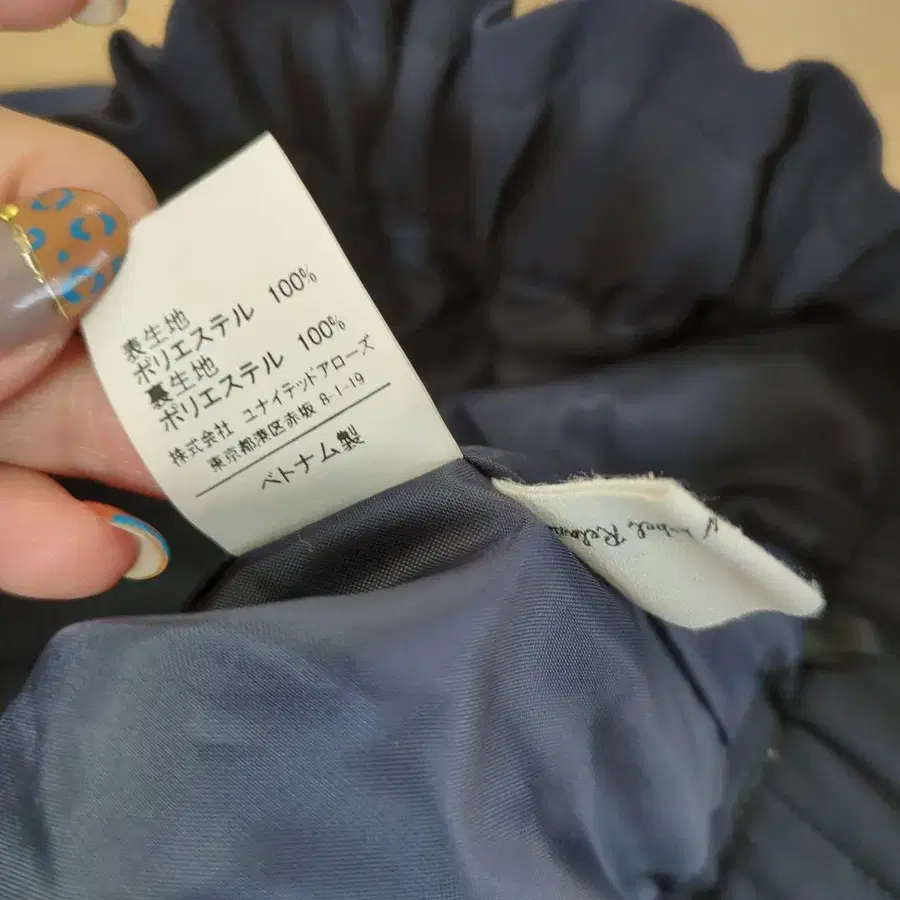 表生地
ポリエステル 100%
裏生地
ポリエステル 100%
株式会社 ユナイテッドアローズ
東京都港区赤坂 8-1-19
ベトナム製
label Relax